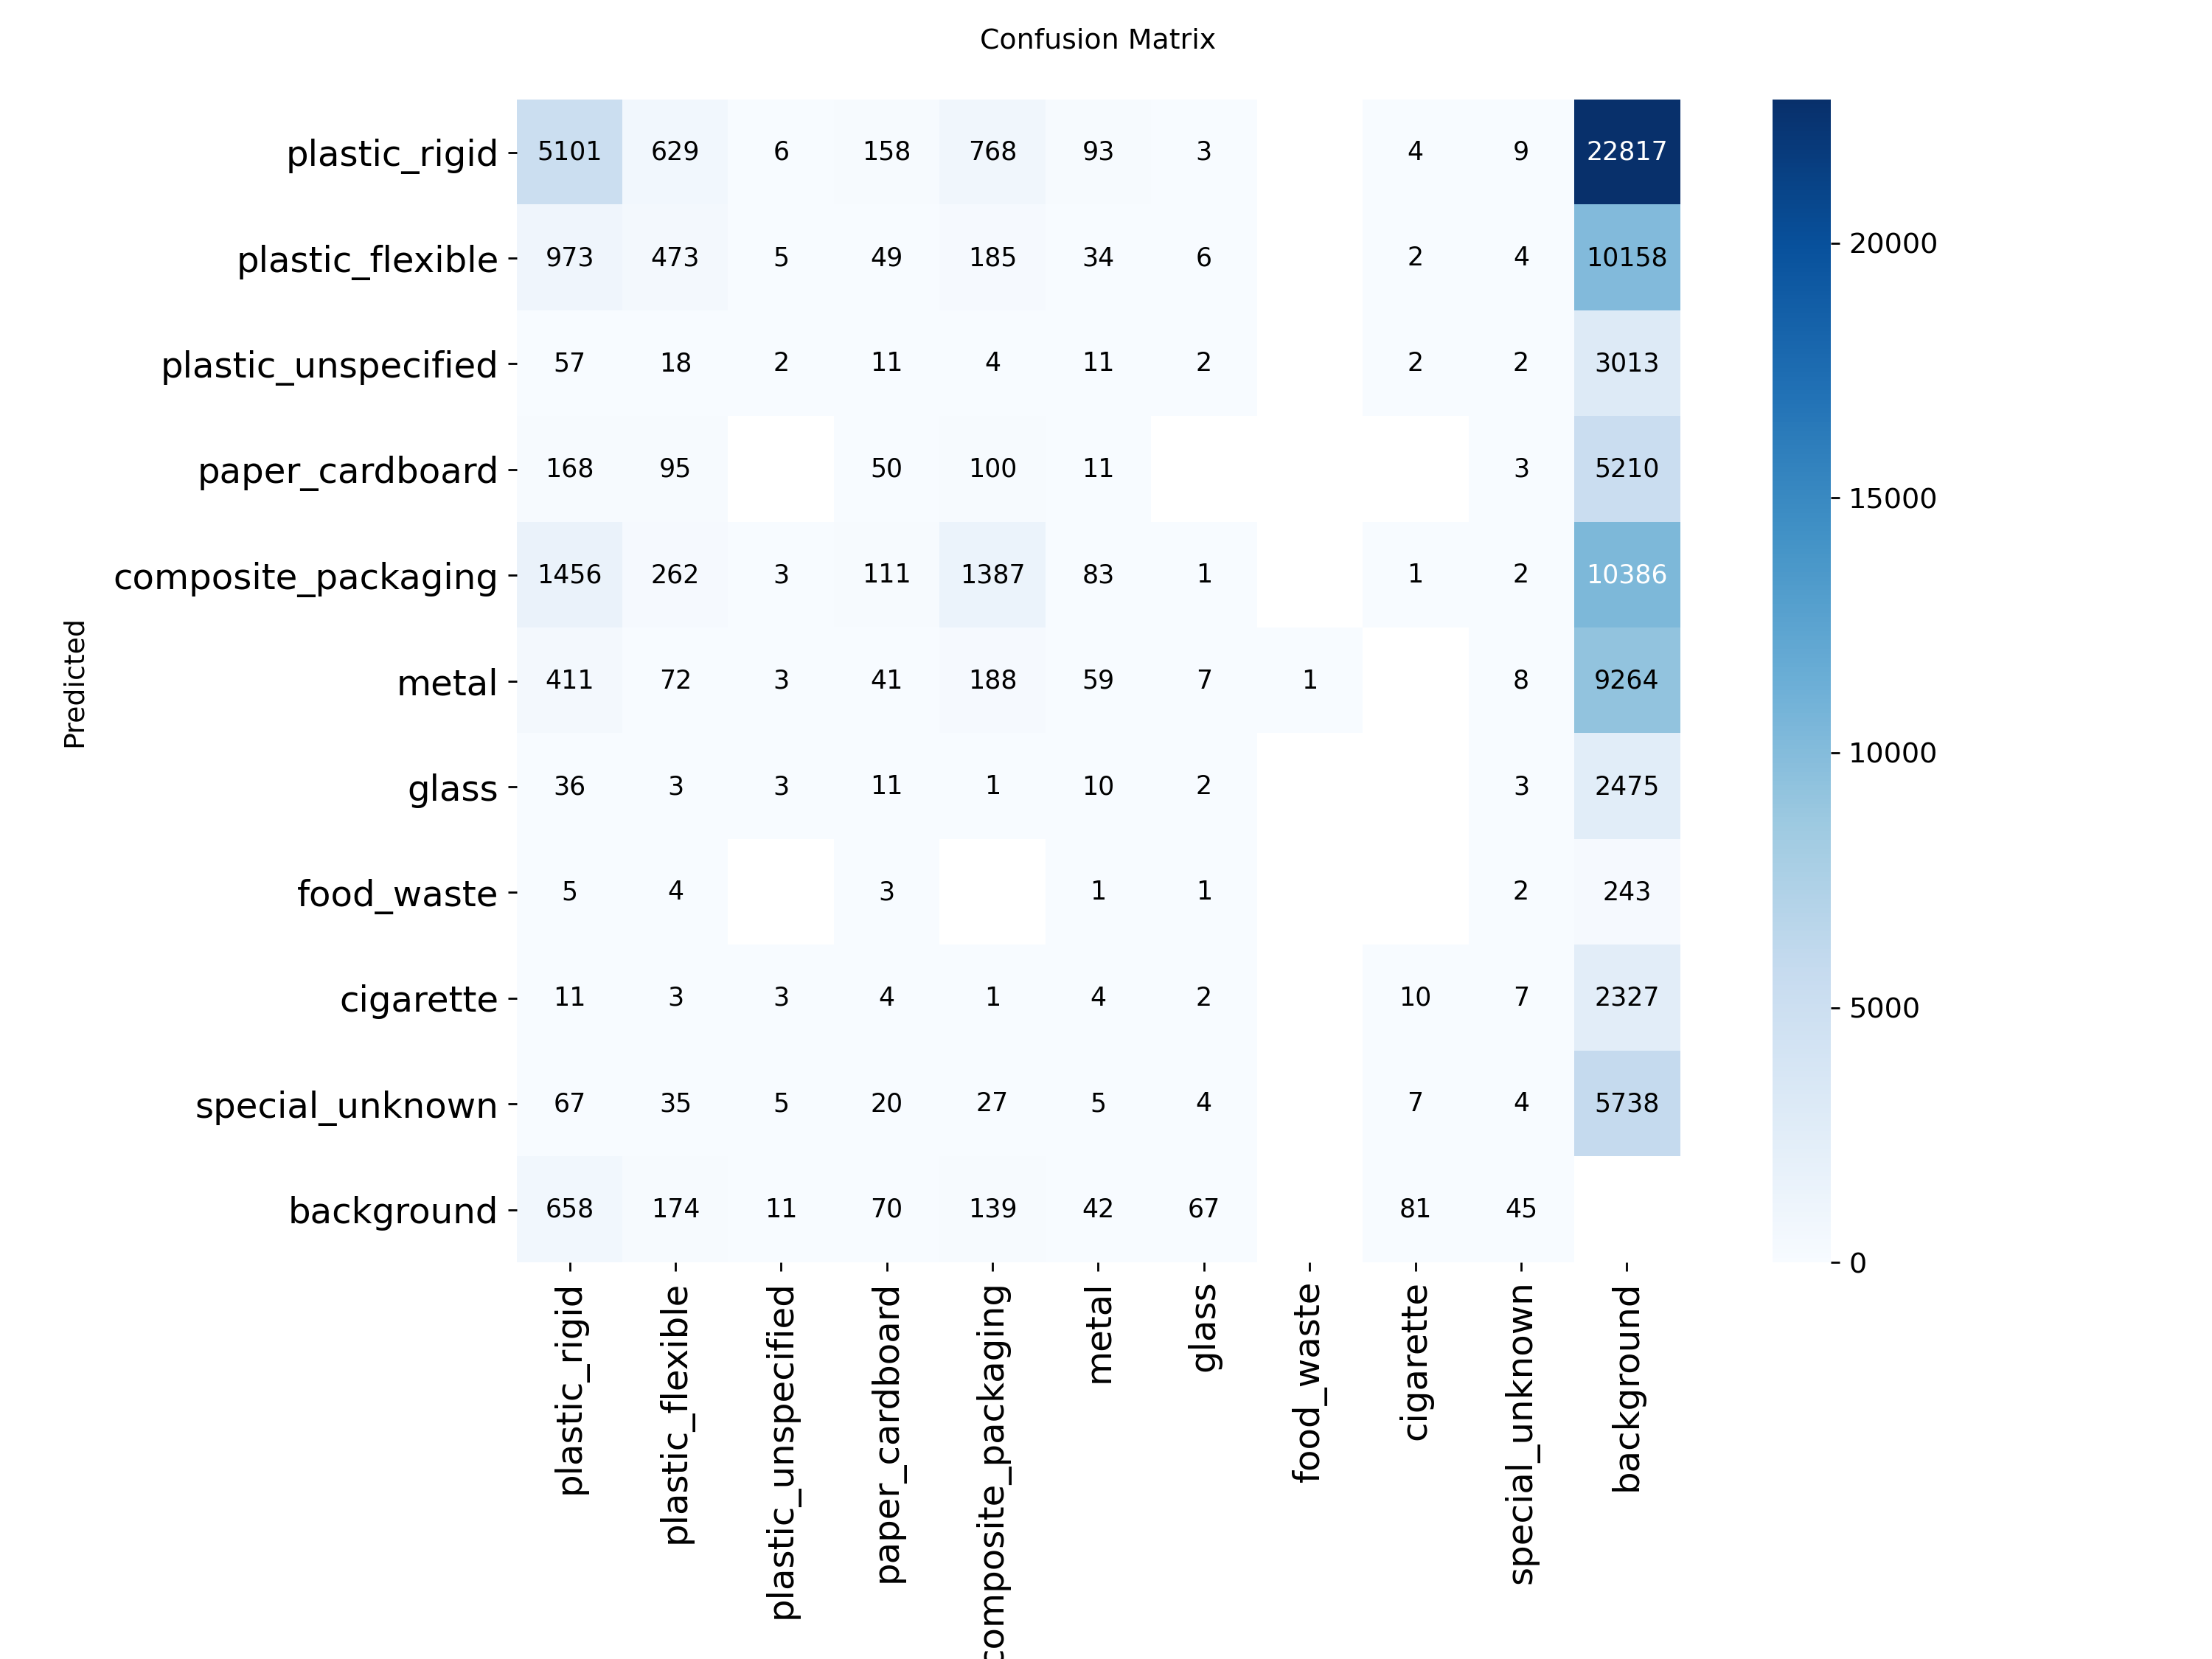 Confusion Matrix
plastic_rigid 5101 629 6 158 768 93 3 4 9 22817
plastic_flexible 973 473 5 49 185 34 6 2 4 10158
plastic_unspecified 57 18 2 11 4 11 2 2 2 3013
paper_cardboard 168 95 50 100 11 3 5210
composite_packaging 1456 262 3 111 1387 83 1 1 2 10386
metal 411 72 3 41 188 59 7 1 8 9264
glass 36 3 3 11 1 10 2 3 2475
food_waste 5 4 3 1 1 2 243
cigarette 11 3 3 4 1 4 2 10 7 2327
special_unknown 67 35 5 20 27 5 4 7 4 5738
background 658 174 11 70 139 42 67 81 45
Predicted
plastic_rigid
plastic_flexible
plastic_unspecified
paper_cardboard
composite_packaging
metal
glass
food_waste
cigarette
special_unknown
background
20000
15000
10000
5000
0